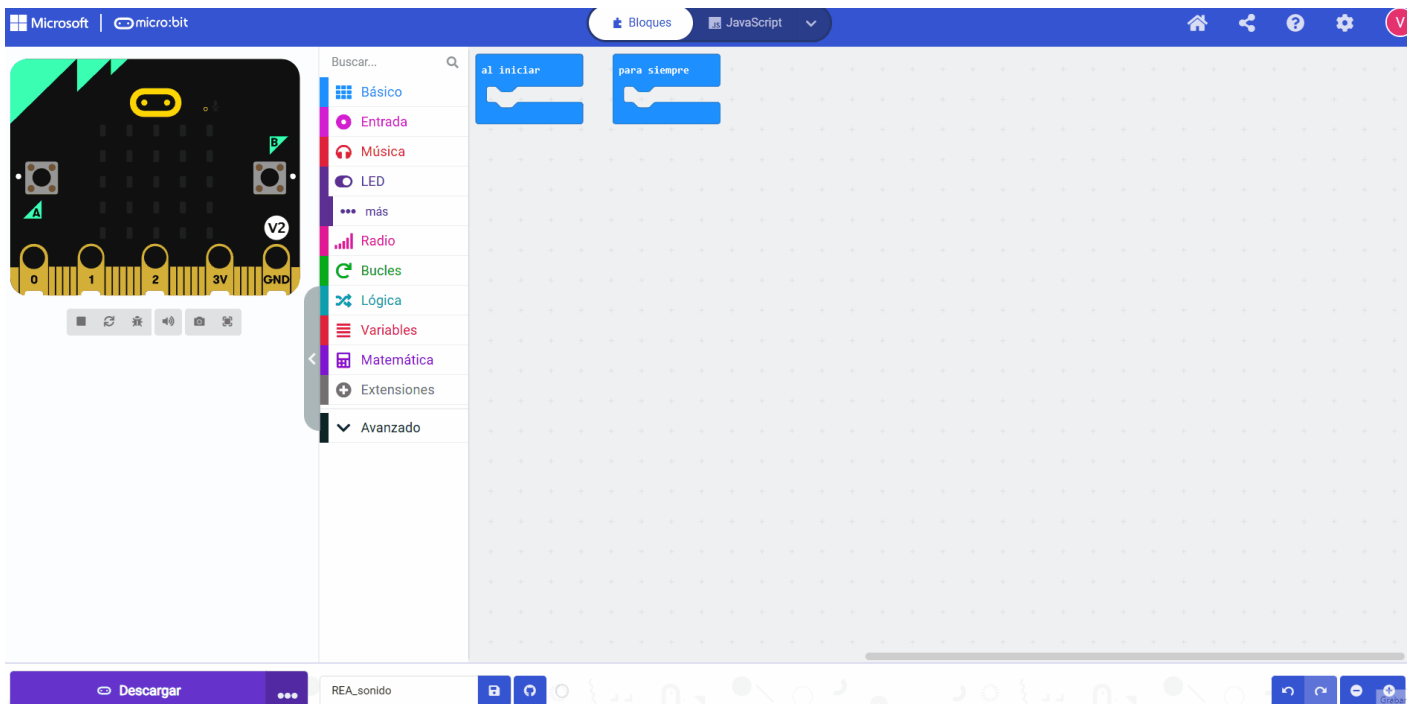 Microsoft micro:bit Bloques JavaScript V
Buscar...
Básico
Entrada
Música
LED
más
Radio
Bucles
Lógica
Variables
Matemática
Extensiones
Avanzado
al iniciar
para siempre
B
A
V2
0 1 2 3V GND
Descargar
REA_sonido
Grabar